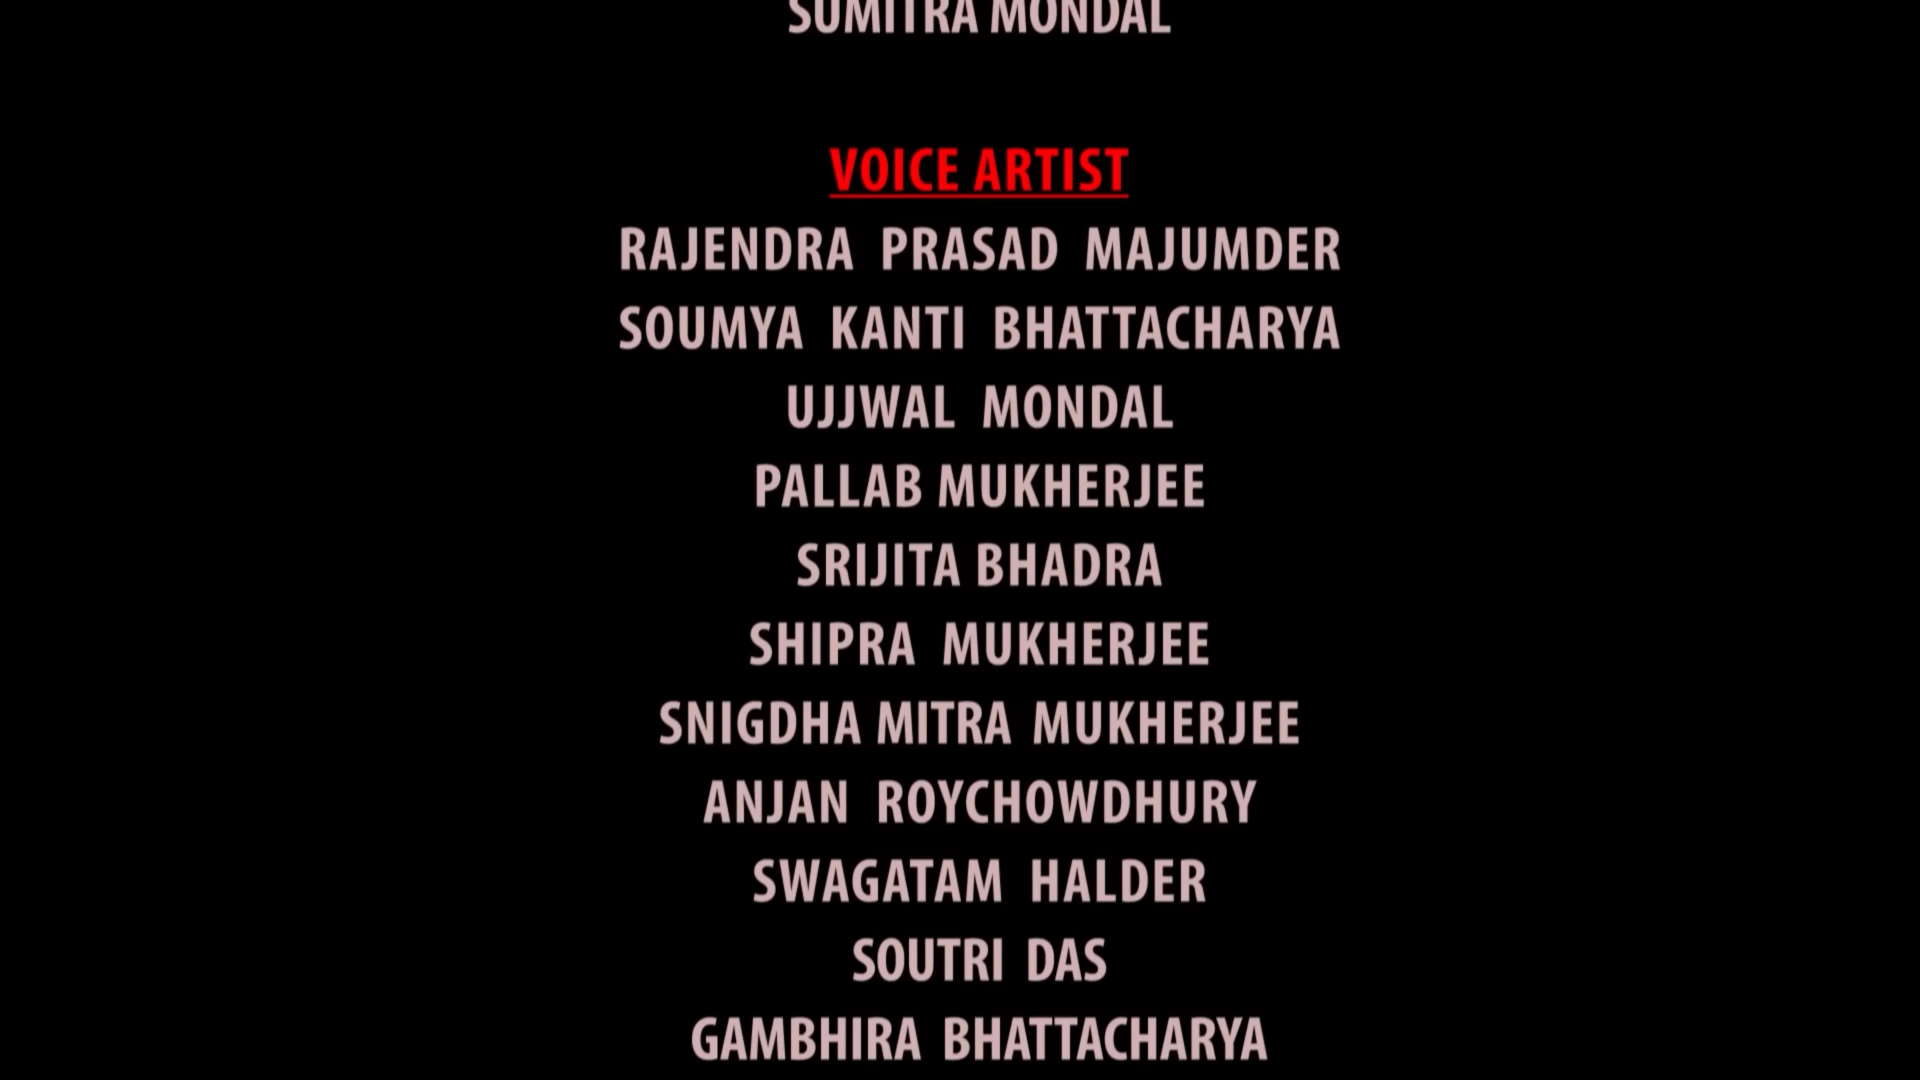 SUMITRA MONDAL
VOICE ARTIST
RAJENDRA PRASAD MAJUMDER
SOUMYA KANTI BHATTACHARYA
UJJWAL MONDAL
PALLAB MUKHERJEE
SRIJITA BHADRA
SHIPRA MUKHERJEE
SNIGDHA MITRA MUKHERJEE
ANJAN ROYCHOWDHURY
SWAGATAM HALDER
SOUTRI DAS
GAMBHIRA BHATTACHARYA